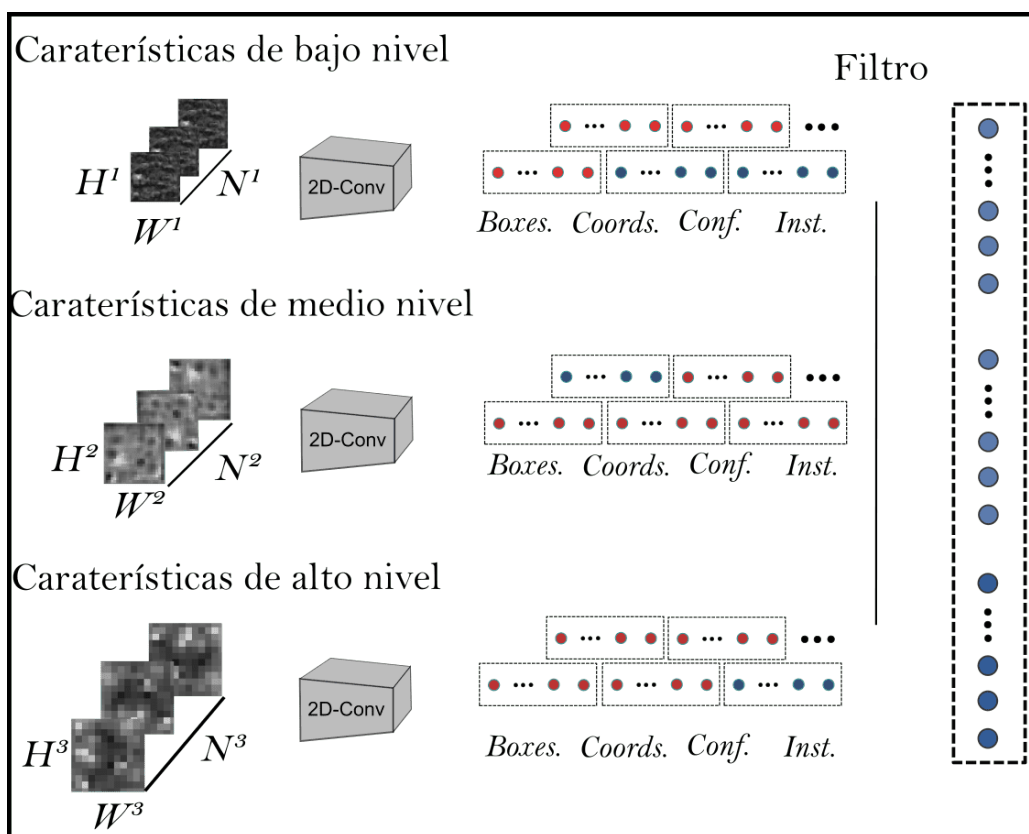 Caraterísticas de bajo nivel
Filtro
H¹
N¹
W¹
2D-Conv
Boxes. Coords. Conf. Inst.
Caraterísticas de medio nivel
H²
N²
W²
2D-Conv
Boxes. Coords. Conf. Inst.
Caraterísticas de alto nivel
H³
N³
W³
2D-Conv
Boxes. Coords. Conf. Inst.